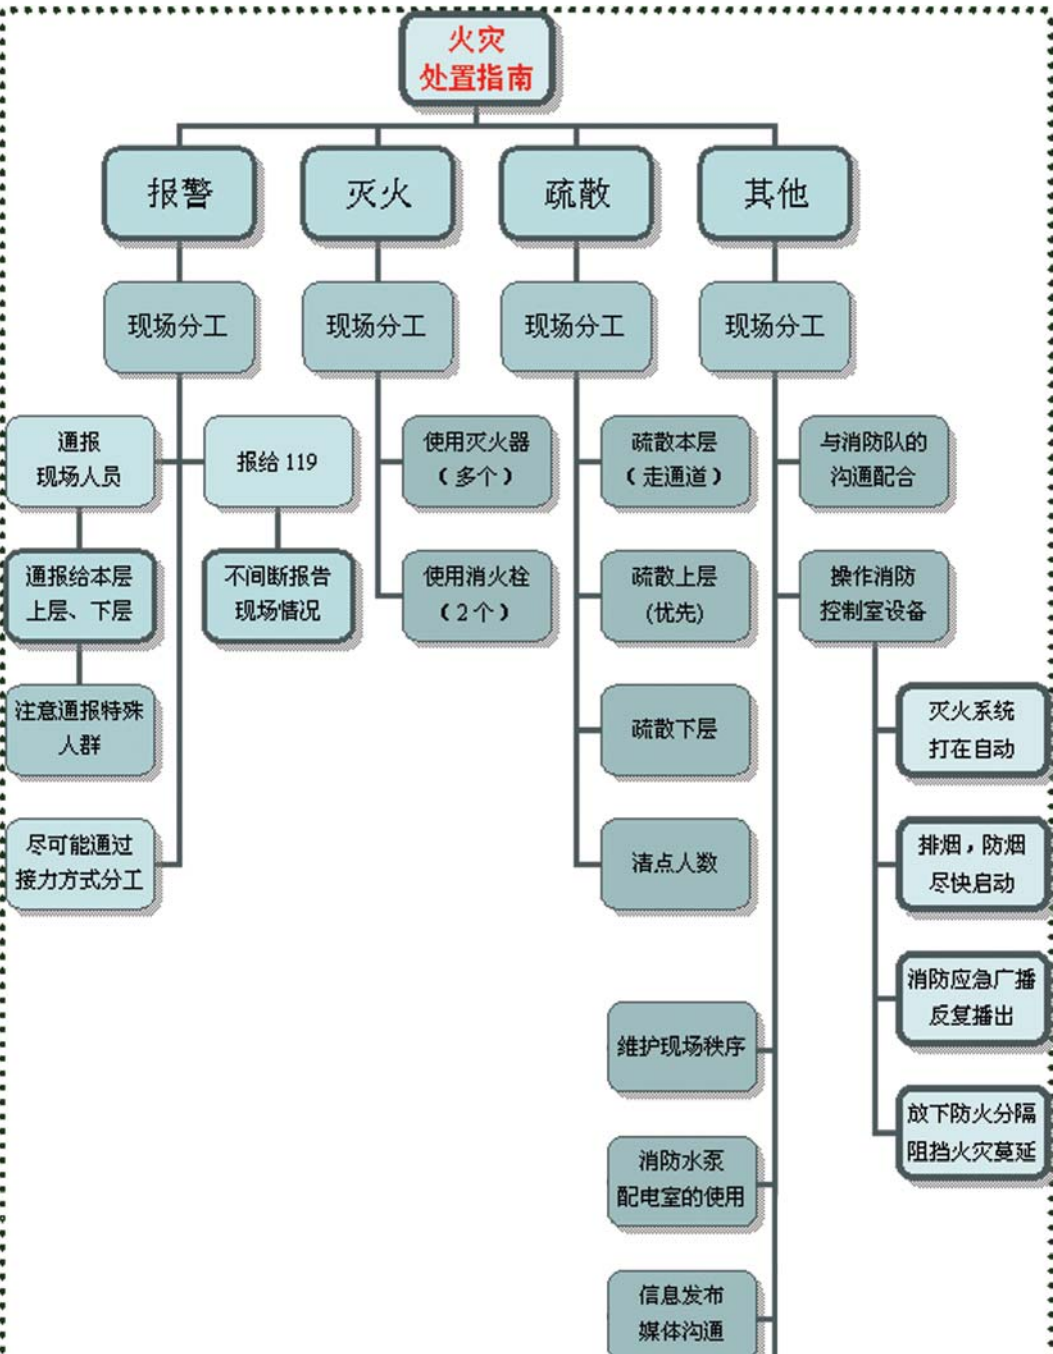 火灾
处置指南
报警
灭火
疏散
其他
现场分工
现场分工
现场分工
现场分工
通报
现场人员
报给 119
使用灭火器
（多个）
疏散本层
（走通道）
与消防队的
沟通配合
通报给本层
上层、下层
不间断报告
现场情况
使用消火栓
（2个）
疏散上层
(优先)
操作消防
控制室设备
注意通报特殊
人群
疏散下层
灭火系统
打在自动
尽可能通过
接力方式分工
清点人数
排烟，防烟
尽快启动
消防应急广播
反复播出
维护现场秩序
放下防火分隔
阻挡火灾蔓延
消防水泵
配电室的使用
信息发布
媒体沟通